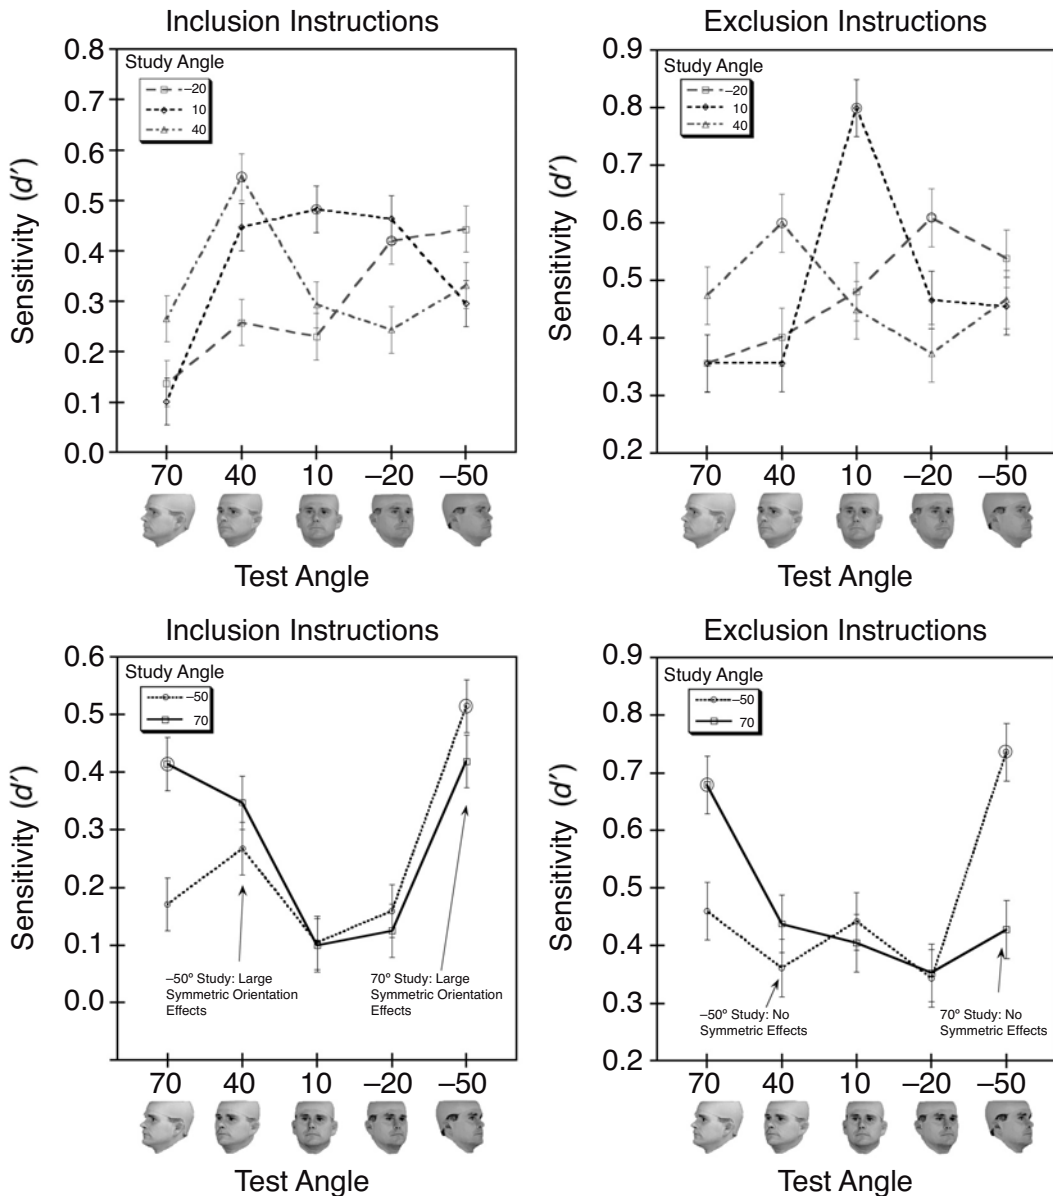 Inclusion Instructions
0.8
0.7
0.6
0.5
0.4
0.3
0.2
0.1
0.0
Sensitivity (d′)
Study Angle
–20
10
40
70 40 10 –20 –50
Test Angle
Exclusion Instructions
0.9
0.8
0.7
0.6
0.5
0.4
0.3
0.2
Sensitivity (d′)
Study Angle
–20
10
40
70 40 10 –20 –50
Test Angle
Inclusion Instructions
0.6
0.5
0.4
0.3
0.2
0.1
0.0
Sensitivity (d′)
Study Angle
–50
70
–50º Study: Large
Symmetric Orientation
Effects
70º Study: Large
Symmetric Orientation
Effects
70 40 10 –20 –50
Test Angle
Exclusion Instructions
0.9
0.8
0.7
0.6
0.5
0.4
0.3
0.2
Sensitivity (d′)
Study Angle
–50
70
–50º Study: No
Symmetric Effects
70º Study: No
Symmetric Effects
70 40 10 –20 –50
Test Angle